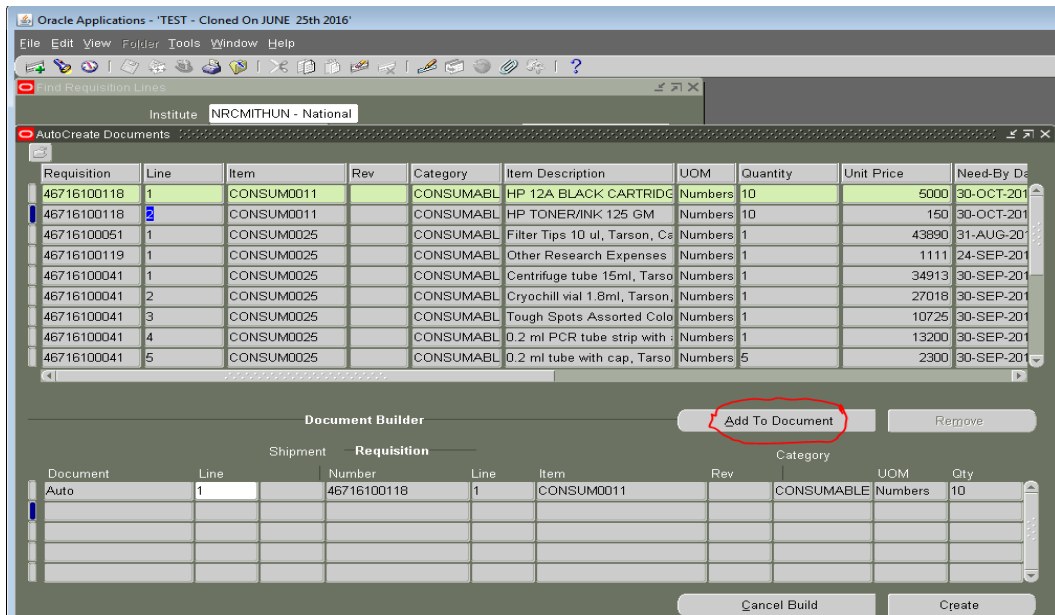 Oracle Applications - 'TEST - Cloned On JUNE 25th 2016'
File Edit View Folder Tools Window Help
Find Requisition Lines
Institute NRCMITHUN - National
AutoCreate Documents
Requisition Line Item Rev Category Item Description UOM Quantity Unit Price Need-By Da
46716100118 1 CONSUM0011 CONSUMABL HP 12A BLACK CARTRIDG Numbers 10 5000 30-OCT-201
46716100118 2 CONSUM0011 CONSUMABL HP TONER/INK 125 GM Numbers 10 150 30-OCT-201
46716100051 1 CONSUM0025 CONSUMABL Filter Tips 10 ul, Tarson, Ca Numbers 1 43890 31-AUG-201
46716100119 1 CONSUM0025 CONSUMABL Other Research Expenses Numbers 1 1111 24-SEP-201
46716100041 1 CONSUM0025 CONSUMABL Centrifuge tube 15ml, Tarso Numbers 1 34913 30-SEP-201
46716100041 2 CONSUM0025 CONSUMABL Cryochill vial 1.8ml, Tarson, Numbers 1 27018 30-SEP-201
46716100041 3 CONSUM0025 CONSUMABL Tough Spots Assorted Colo Numbers 1 10725 30-SEP-201
46716100041 4 CONSUM0025 CONSUMABL 0.2 ml PCR tube strip with Numbers 1 13200 30-SEP-201
46716100041 5 CONSUM0025 CONSUMABL 0.2 ml tube with cap, Tarso Numbers 5 2300 30-SEP-201
Document Builder Add To Document Remove
Shipment Requisition Category
Document Line Number Line Item Rev UOM Qty
Auto 1 46716100118 1 CONSUM0011 CONSUMABLE Numbers 10
Cancel Build Create